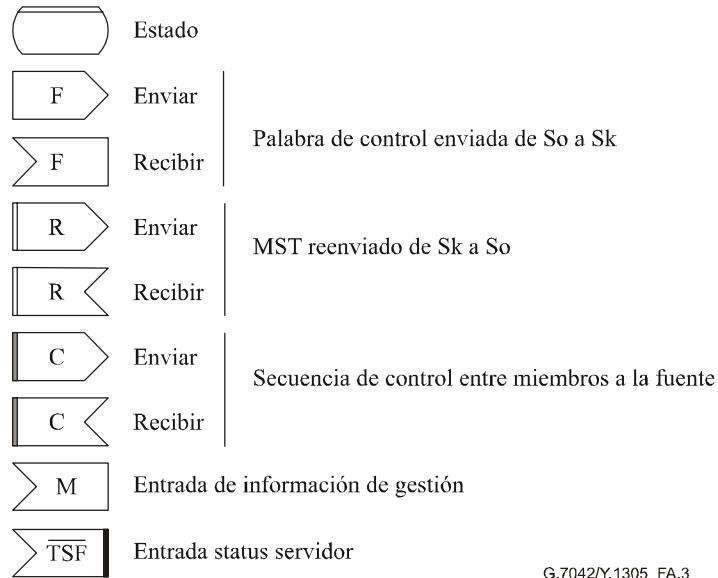 Estado
F Enviar
Palabra de control enviada de So a Sk
F Recibir
R Enviar
MST reenviado de Sk a So
R Recibir
C Enviar
Secuencia de control entre miembros a la fuente
C Recibir
M Entrada de información de gestión
T̅S̅F̅ Entrada status servidor
G.7042/Y.1305_FA.3